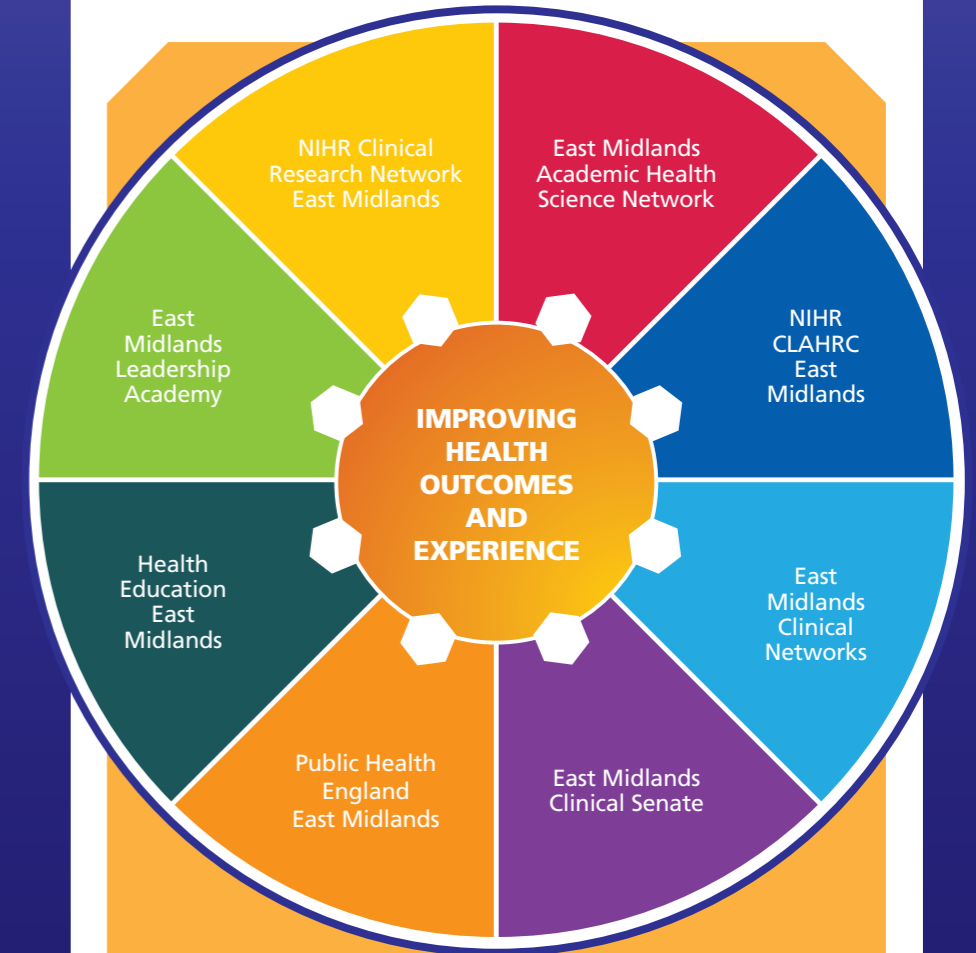 NIHR Clinical
Research Network
East Midlands
East Midlands
Academic Health
Science Network
NIHR
CLAHRC
East
Midlands
East
Midlands
Clinical
Networks
East Midlands
Clinical Senate
Public Health
England
East Midlands
Health
Education
East
Midlands
East
Midlands
Leadership
Academy
IMPROVING
HEALTH
OUTCOMES
AND
EXPERIENCE